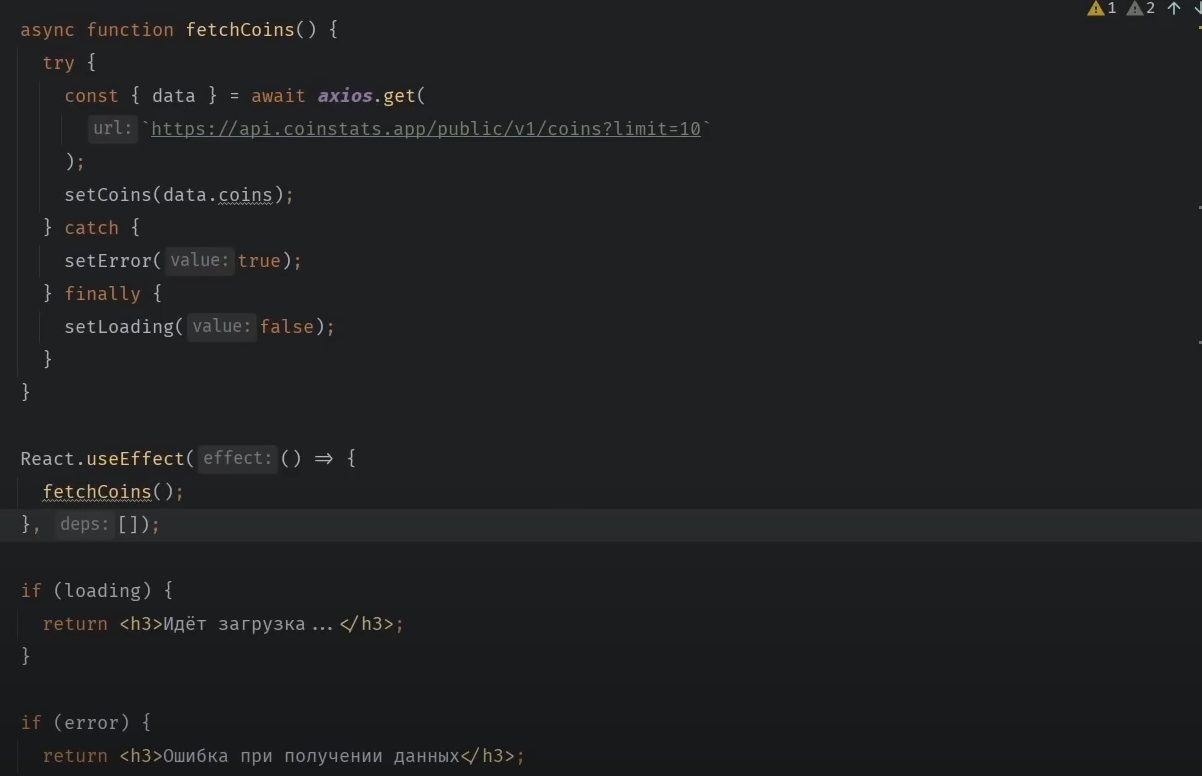 1 2
async function fetchCoins() {
try {
const { data } = await axios.get(
url: `https://api.coinstats.app/public/v1/coins?limit=10`
);
setCoins(data.coins);
} catch {
setError( value: true);
} finally {
setLoading( value: false);
}
}
React.useEffect( effect: () => {
fetchCoins();
}, deps: []);
if (loading) {
return <h3>Идёт загрузка...</h3>;
}
if (error) {
return <h3>Ошибка при получении данных</h3>;